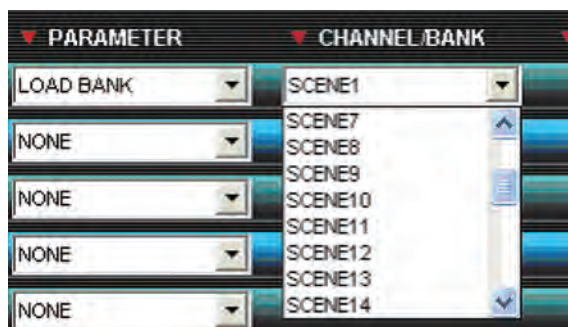 ▼ PARAMETER ▼ CHANNEL/BANK
LOAD BANK SCENE1
SCENE7
NONE
SCENE8
SCENE9
NONE
SCENE10
SCENE11
NONE
SCENE12
SCENE13
NONE
SCENE14